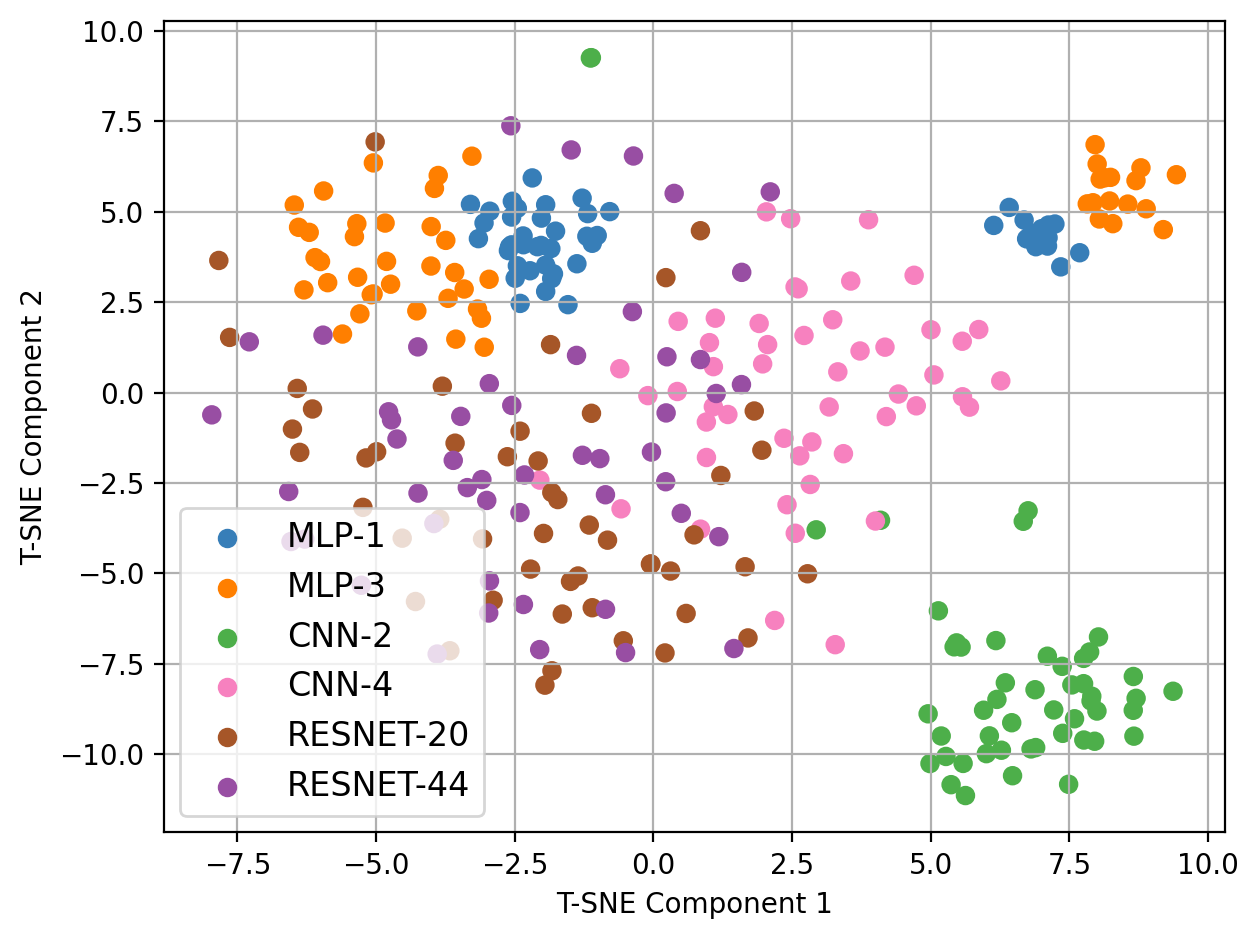 10.0
7.5
5.0
2.5
0.0
−2.5
−5.0
−7.5
−10.0
T-SNE Component 2
MLP-1
MLP-3
CNN-2
CNN-4
RESNET-20
RESNET-44
−7.5 −5.0 −2.5 0.0 2.5 5.0 7.5 10.0
T-SNE Component 1